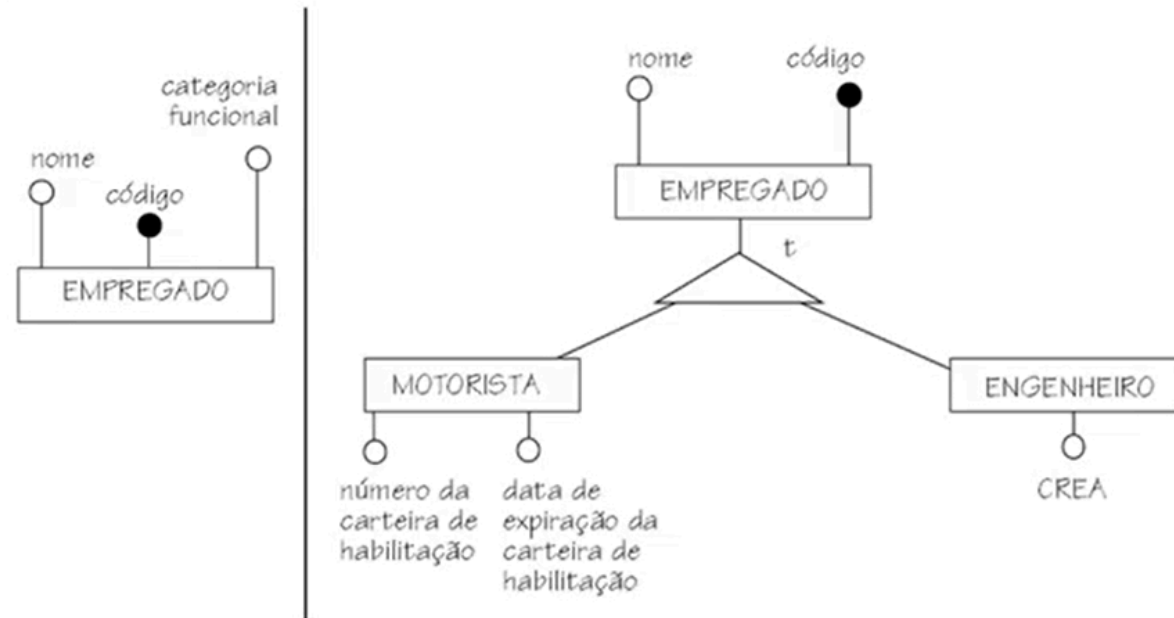 categoria
funcional
nome
código
EMPREGADO
nome
código
EMPREGADO
t
MOTORISTA
ENGENHEIRO
número da
carteira de
habilitação
data de
expiração da
carteira de
habilitação
CREA